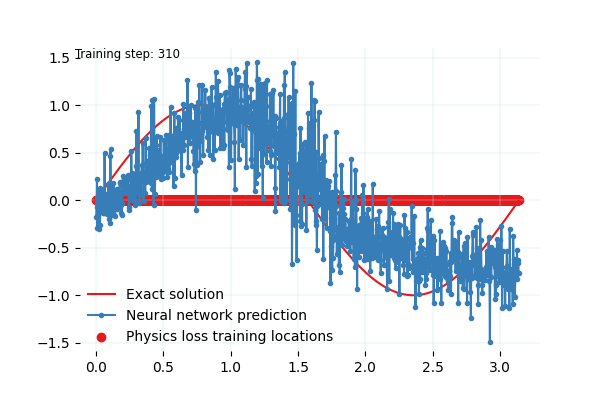 Training step: 310
1.5
1.0
0.5
0.0
−0.5
−1.0
−1.5
Exact solution
Neural network prediction
Physics loss training locations
0.0 0.5 1.0 1.5 2.0 2.5 3.0